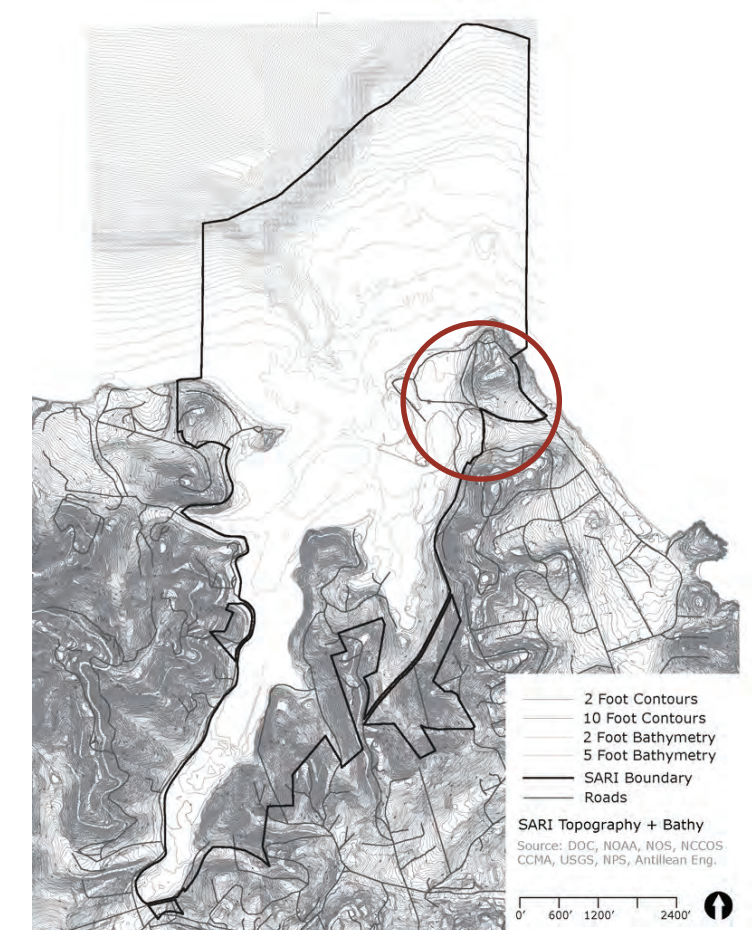 2 Foot Contours
10 Foot Contours
2 Foot Bathymetry
5 Foot Bathymetry
SARI Boundary
Roads
SARI Topography + Bathy
Source: DOC, NOAA, NOS, NCCOS
CCMA, USGS, NPS, Antillean Eng.
0' 600' 1200' 2400'